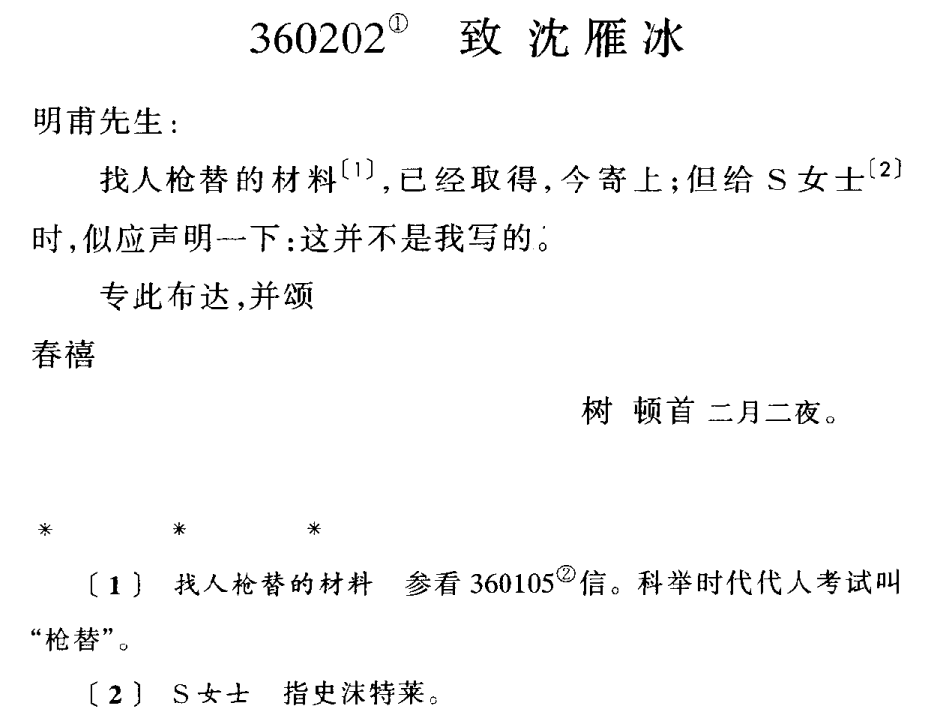 360202① 致 沈雁冰
明甫先生:
找人枪替的材料〔1〕,已经取得,今寄上;但给 S 女士〔2〕
时,似应声明一下:这并不是我写的。
专此布达,并颂
春禧
树 顿首 二月二夜。
* * *
〔1〕 找人枪替的材料 参看 360105②信。科举时代代人考试叫
“枪替”。
〔2〕 S女士 指史沫特莱。